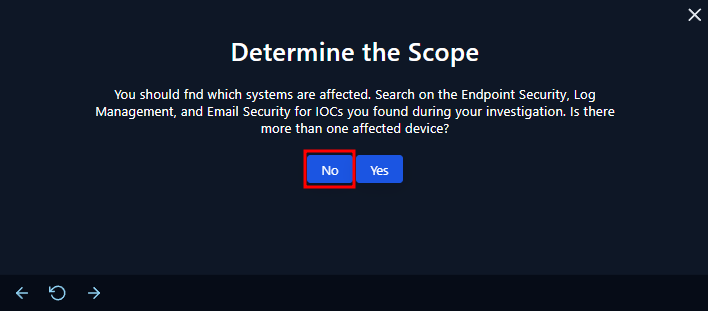 Determine the Scope
You should fnd which systems are affected. Search on the Endpoint Security, Log
Management, and Email Security for IOCs you found during your investigation. Is there
more than one affected device?
No Yes